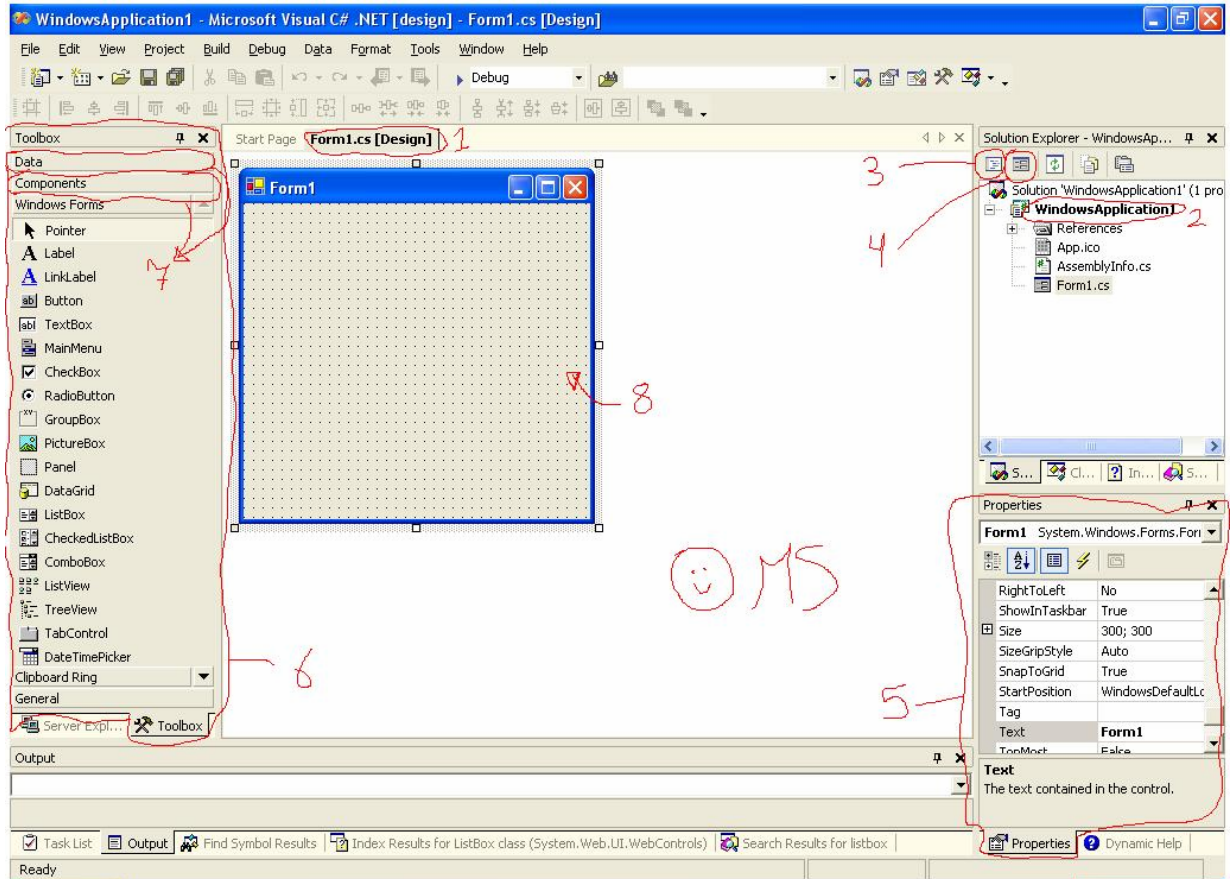 WindowsApplication1 - Microsoft Visual C# .NET [design] - Form1.cs [Design]
File Edit View Project Build Debug Data Format Tools Window Help
Debug
Toolbox
Data
Components
Windows Forms
Pointer
A Label
A LinkLabel
ab Button
abl TextBox
MainMenu
CheckBox
RadioButton
XY GroupBox
PictureBox
Panel
DataGrid
ListBox
CheckedListBox
ComboBox
ListView
TreeView
TabControl
DateTimePicker
Clipboard Ring
General
Server Expl... Toolbox
7
6
Start Page Form1.cs [Design] 1
Form1
8
MS
3
4
Solution Explorer - WindowsAp...
Solution 'WindowsApplication1' (1 pro
WindowsApplication1
2
References
App.ico
AssemblyInfo.cs
Form1.cs
S... Cl... In... S...
5
Properties
Form1 System.Windows.Forms.For
RightToLeft No
ShowInTaskbar True
Size 300; 300
SizeGripStyle Auto
SnapToGrid True
StartPosition WindowsDefaultLo
Tag
Text Form1
TopMost False
Text
The text contained in the control.
Properties Dynamic Help
Output
Task List Output Find Symbol Results Index Results for ListBox class (System.Web.UI.WebControls) Search Results for listbox
Ready